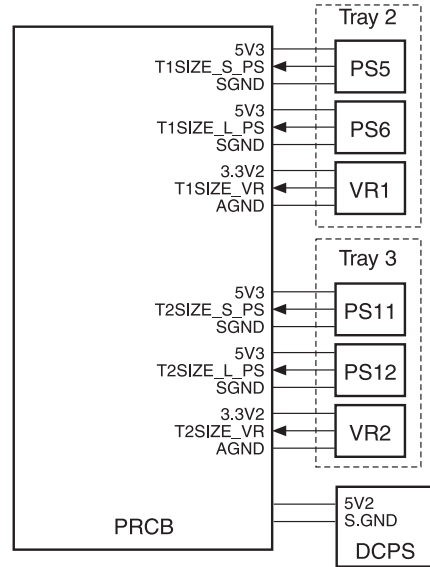 Tray 2
5V3
T1SIZE_S_PS
SGND
PS5
5V3
T1SIZE_L_PS
SGND
PS6
3.3V2
T1SIZE_VR
AGND
VR1
Tray 3
5V3
T2SIZE_S_PS
SGND
PS11
5V3
T2SIZE_L_PS
SGND
PS12
3.3V2
T2SIZE_VR
AGND
VR2
PRCB
5V2
S.GND
DCPS